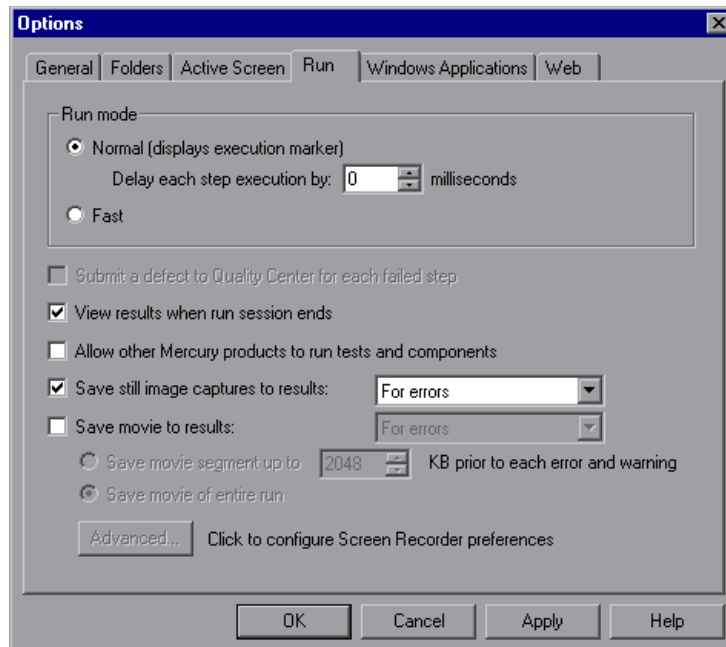 Options
General Folders Active Screen Run Windows Applications Web
Run mode
Normal (displays execution marker)
Delay each step execution by: 0 milliseconds
Fast
Submit a defect to Quality Center for each failed step
View results when run session ends
Allow other Mercury products to run tests and components
Save still image captures to results: For errors
Save movie to results: For errors
Save movie segment up to 2048 KB prior to each error and warning
Save movie of entire run
Advanced... Click to configure Screen Recorder preferences
OK Cancel Apply Help